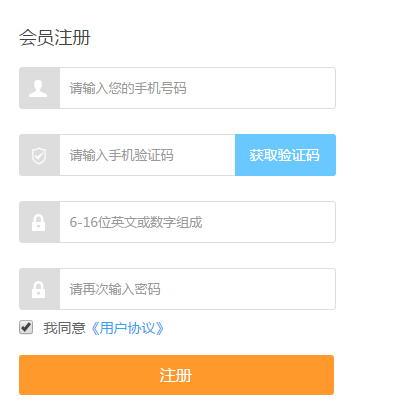 会员注册
请输入您的手机号码
请输入手机验证码 获取验证码
6-16位英文或数字组成
请再次输入密码
我同意《用户协议》
注册